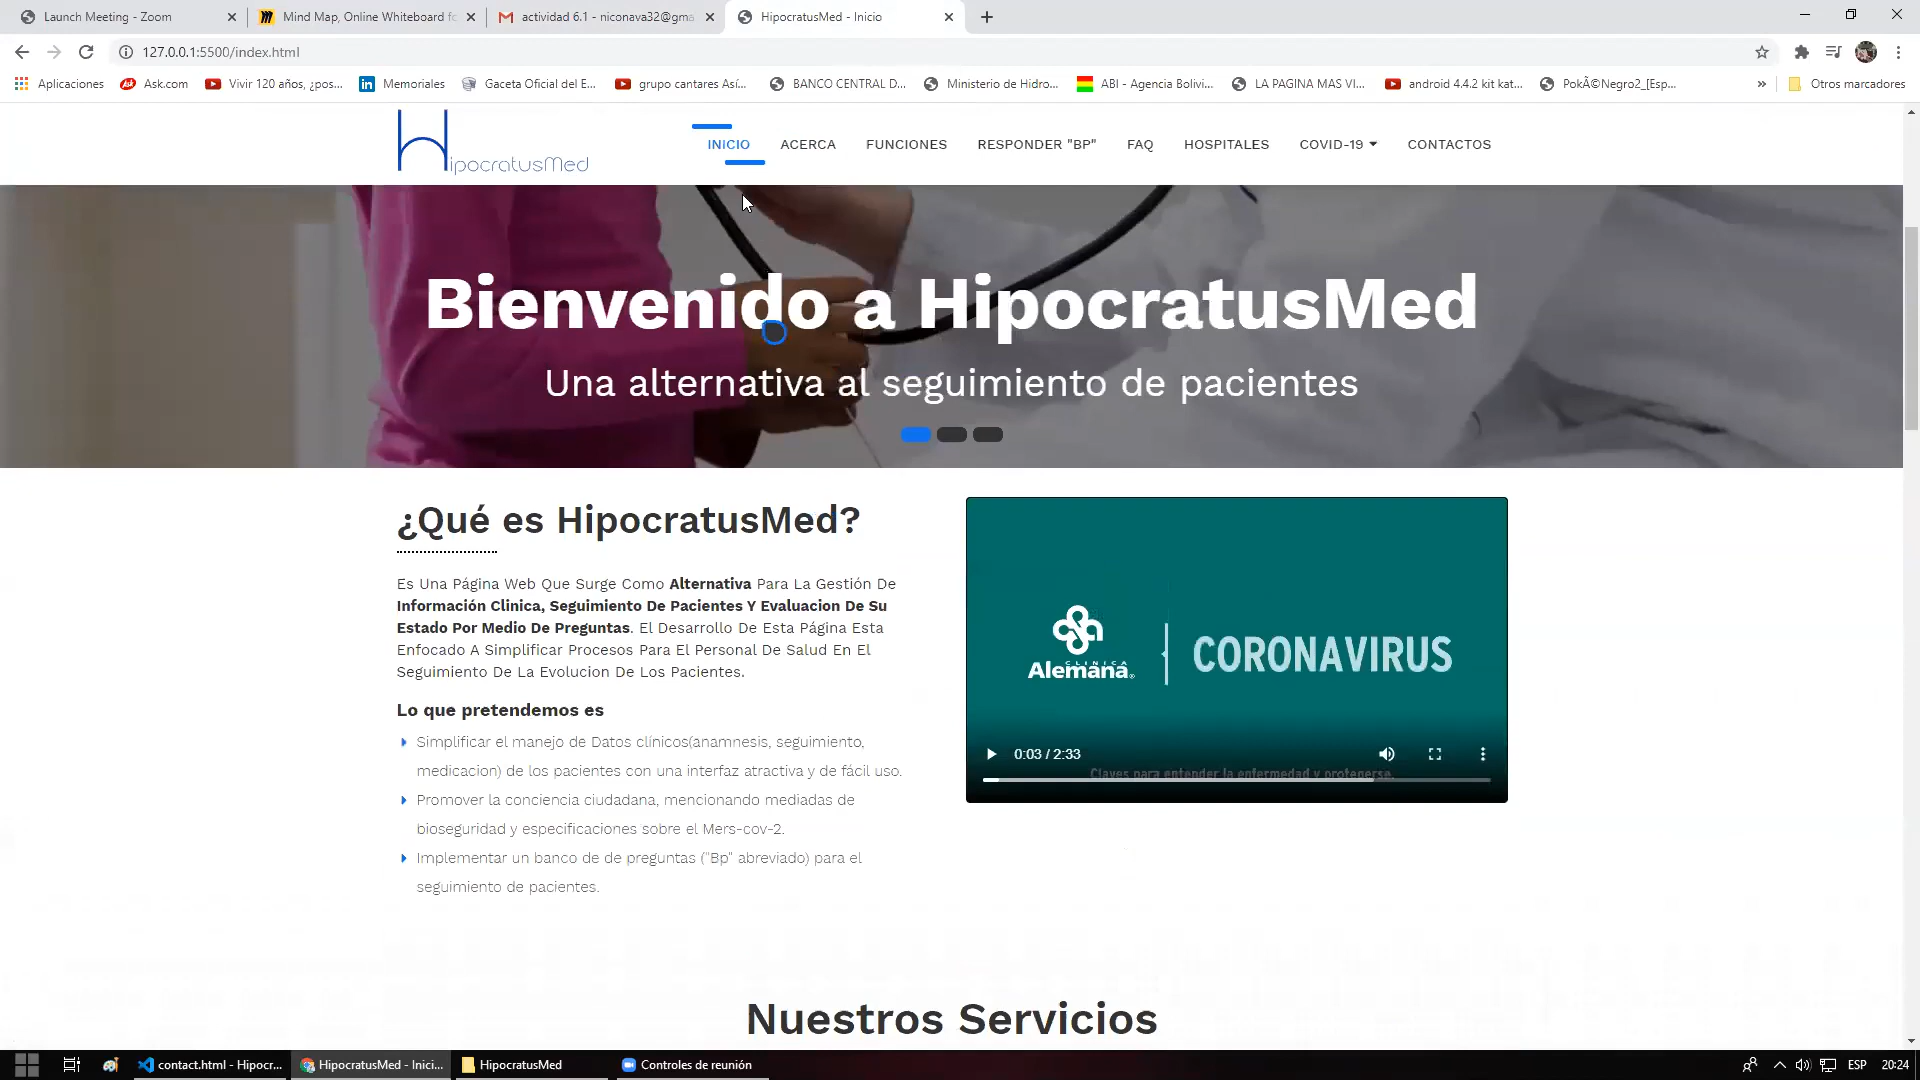 Launch Meeting - Zoom
Mind Map, Online Whiteboard fo
actividad 6.1 - niconava32@gma
HipocratusMed - Inicio
127.0.0.1:5500/index.html
Aplicaciones
Ask.com
Vivir 120 años, ¿pos...
Memoriales
Gaceta Oficial del E...
grupo cantares Así...
BANCO CENTRAL D...
Ministerio de Hidro...
ABI - Agencia Bolivi...
LA PAGINA MAS VI...
android 4.4.2 kit kat...
PokÃ©Negro2_[Esp...
»
Otros marcadores
HipocratusMed
INICIO
ACERCA
FUNCIONES
RESPONDER "BP"
FAQ
HOSPITALES
COVID-19
CONTACTOS
Bienvenido a HipocratusMed
Una alternativa al seguimiento de pacientes
¿Qué es HipocratusMed?
Es Una Página Web Que Surge Como Alternativa Para La Gestión De
Información Clinica, Seguimiento De Pacientes Y Evaluacion De Su
Estado Por Medio De Preguntas. El Desarrollo De Esta Página Esta
Enfocado A Simplificar Procesos Para El Personal De Salud En El
Seguimiento De La Evolucion De Los Pacientes.
Lo que pretendemos es
Simplificar el manejo de Datos clínicos(anamnesis, seguimiento,
medicacion) de los pacientes con una interfaz atractiva y de fácil uso.
Promover la conciencia ciudadana, mencionando mediadas de
bioseguridad y especificaciones sobre el Mers-cov-2.
Implementar un banco de de preguntas ("Bp" abreviado) para el
seguimiento de pacientes.
CLINICA
Alemana
CORONAVIRUS
0:03 / 2:33
Claves para entender la enfermedad y protegerse.
Nuestros Servicios
contact.html - Hipocr...
HipocratusMed - Inici...
HipocratusMed
Controles de reunión
ESP
20:24